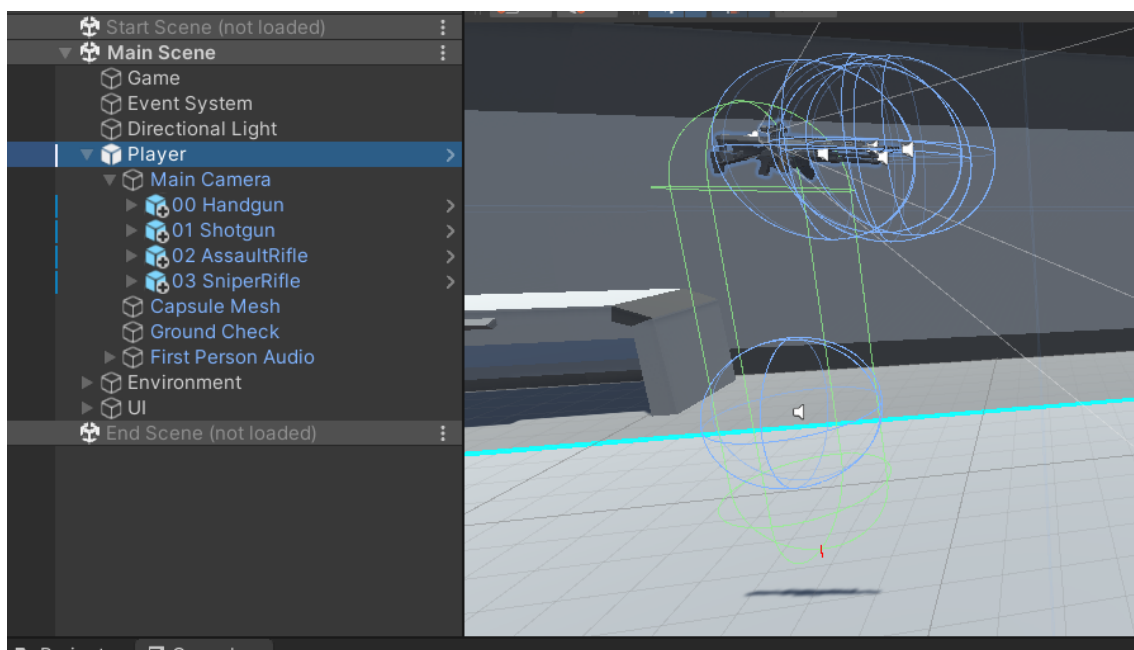 Start Scene (not loaded)
Main Scene
Game
Event System
Directional Light
Player
Main Camera
00 Handgun
01 Shotgun
02 AssaultRifle
03 SniperRifle
Capsule Mesh
Ground Check
First Person Audio
Environment
UI
End Scene (not loaded)